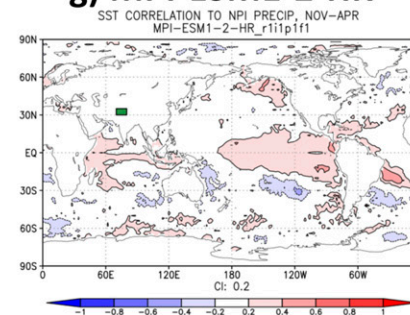 SST CORRELATION TO NPI PRECIP, NOV-APR
MPI-ESM1-2-HR_r1i1p1f1
90N
60N
30N
EQ
30S
60S
90S
0 60E 120E 180 120W 60W
CI: 0.2
-1 -0.8 -0.6 -0.4 -0.2 0.2 0.4 0.6 0.8 1